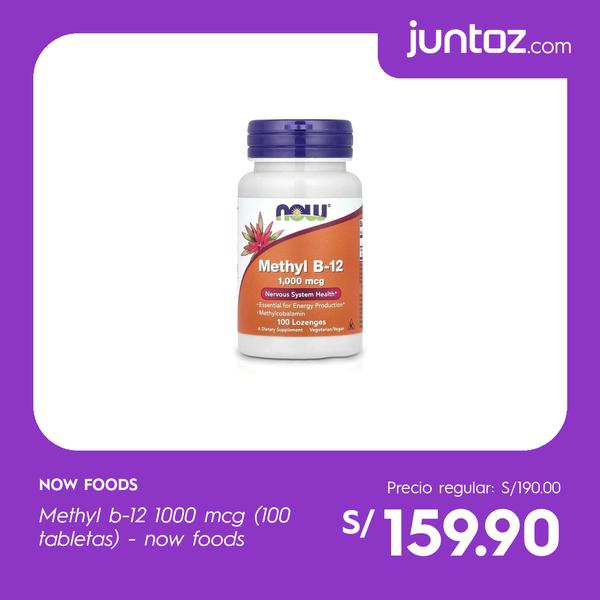 juntoz.com
NOW®
Methyl B-12
1,000 mcg
Nervous System Health*
• Essential for Energy Production*
• Methylcobalamin
100 Lozenges
A Dietary Supplement Vegetarian/Vegan
NOW FOODS
Methyl b-12 1000 mcg (100
tabletas) - now foods
Precio regular: S/190.00
S/159.90